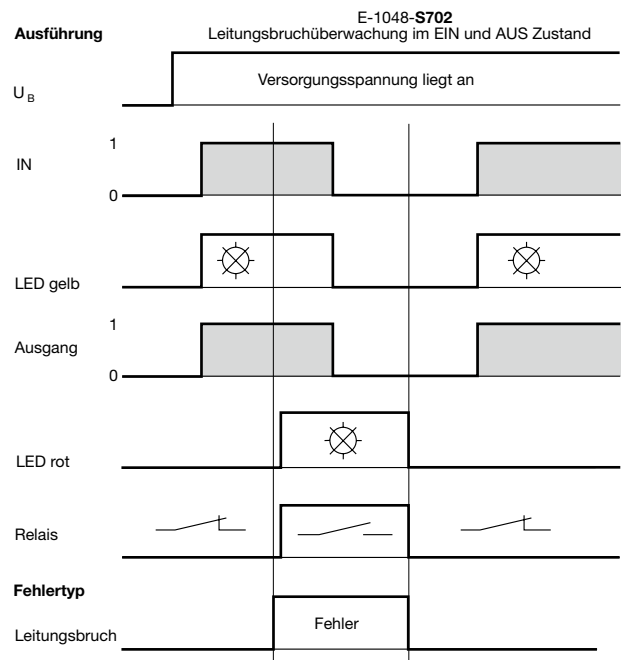 E-1048-S702
Ausführung
Leitungsbruchüberwachung im EIN und AUS Zustand
Versorgungsspannung liegt an
U B
1
IN
0
LED gelb
1
Ausgang
0
LED rot
Relais
Fehlertyp
Fehler
Leitungsbruch